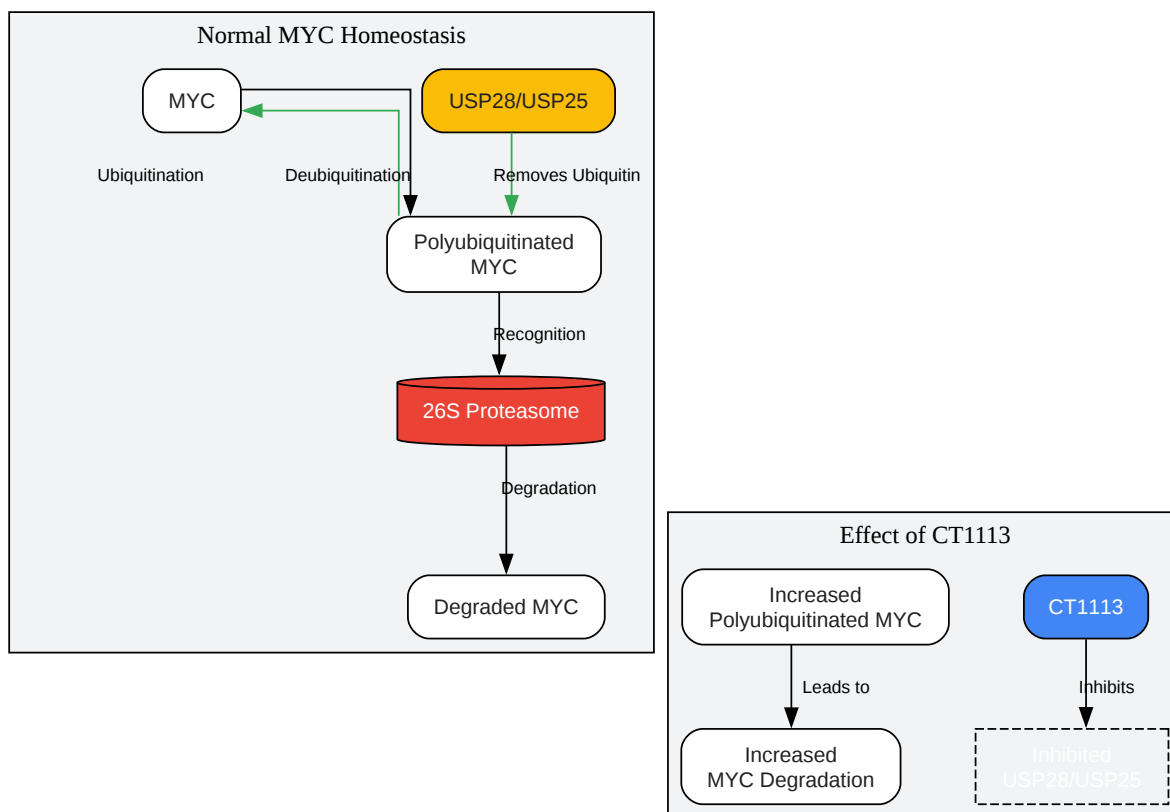 Normal MYC Homeostasis
MYC
USP28/USP25
Ubiquitination
Deubiquitination
Removes Ubiquitin
Polyubiquitinated
MYC
Recognition
26S Proteasome
Degradation
Degraded MYC
Effect of CT1113
Increased
Polyubiquitinated MYC
CT1113
Leads to
Inhibits
Increased
MYC Degradation
Inhibited
USP28/USP25